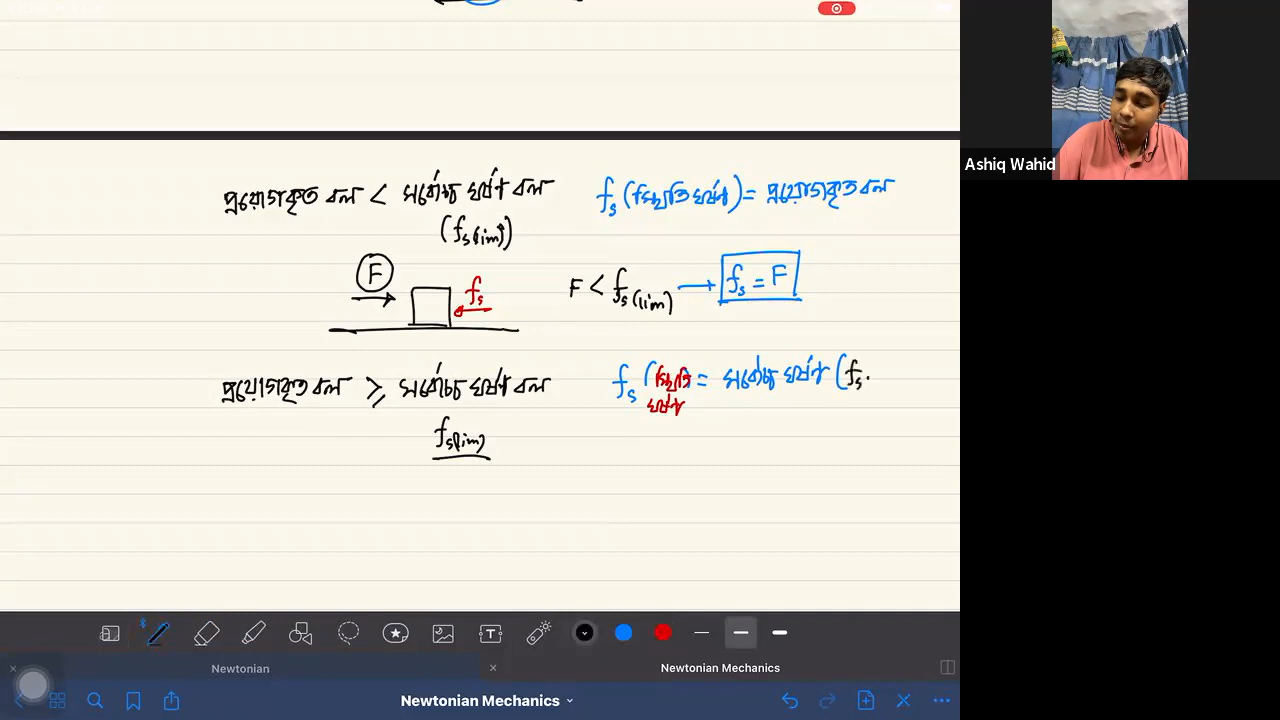 প্রয়োগকৃত বল < সর্বোচ্চ ঘর্ষণ বল
(fs(lim))
fs (স্থিতি ঘর্ষণ) = প্রয়োগকৃত বল
F
fs
F < fs(lim) → fs = F
প্রয়োগকৃত বল ≥ সর্বোচ্চ ঘর্ষণ বল
fs(lim)
fs (স্থিতি ঘর্ষণ) = সর্বোচ্চ ঘর্ষণ (fs.
Ashiq Wahid
Newtonian
Newtonian Mechanics
Newtonian Mechanics